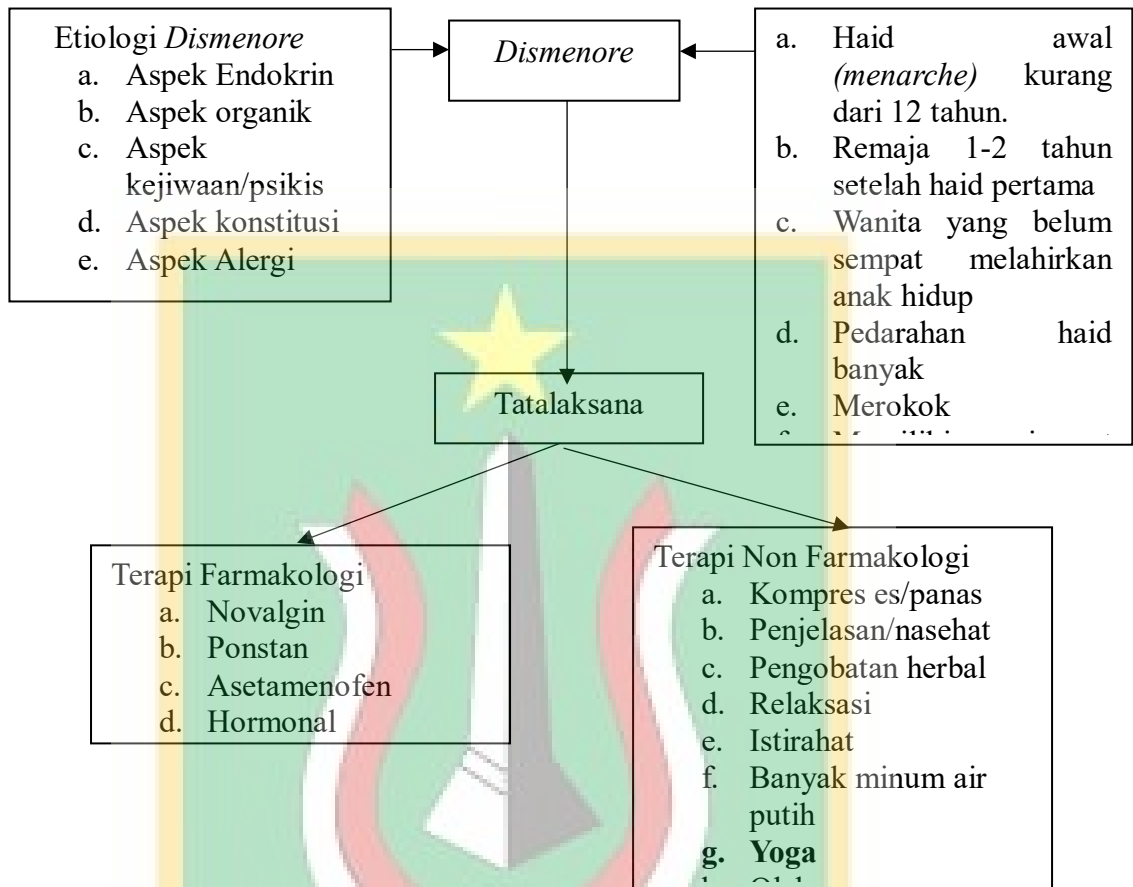 Etiologi Dismenore
a. Aspek Endokrin
b. Aspek organik
c. Aspek
kejiwaan/psikis
d. Aspek konstitusi
e. Aspek Alergi
Dismenore
a. Haid awal
(menarche) kurang
dari 12 tahun.
b. Remaja 1-2 tahun
setelah haid pertama
c. Wanita yang belum
sempat melahirkan
anak hidup
d. Pedarahan haid
banyak
e. Merokok
Tatalaksana
Terapi Farmakologi
a. Novalgin
b. Ponstan
c. Asetamenofen
d. Hormonal
Terapi Non Farmakologi
a. Kompres es/panas
b. Penjelasan/nasehat
c. Pengobatan herbal
d. Relaksasi
e. Istirahat
f. Banyak minum air
putih
g. Yoga